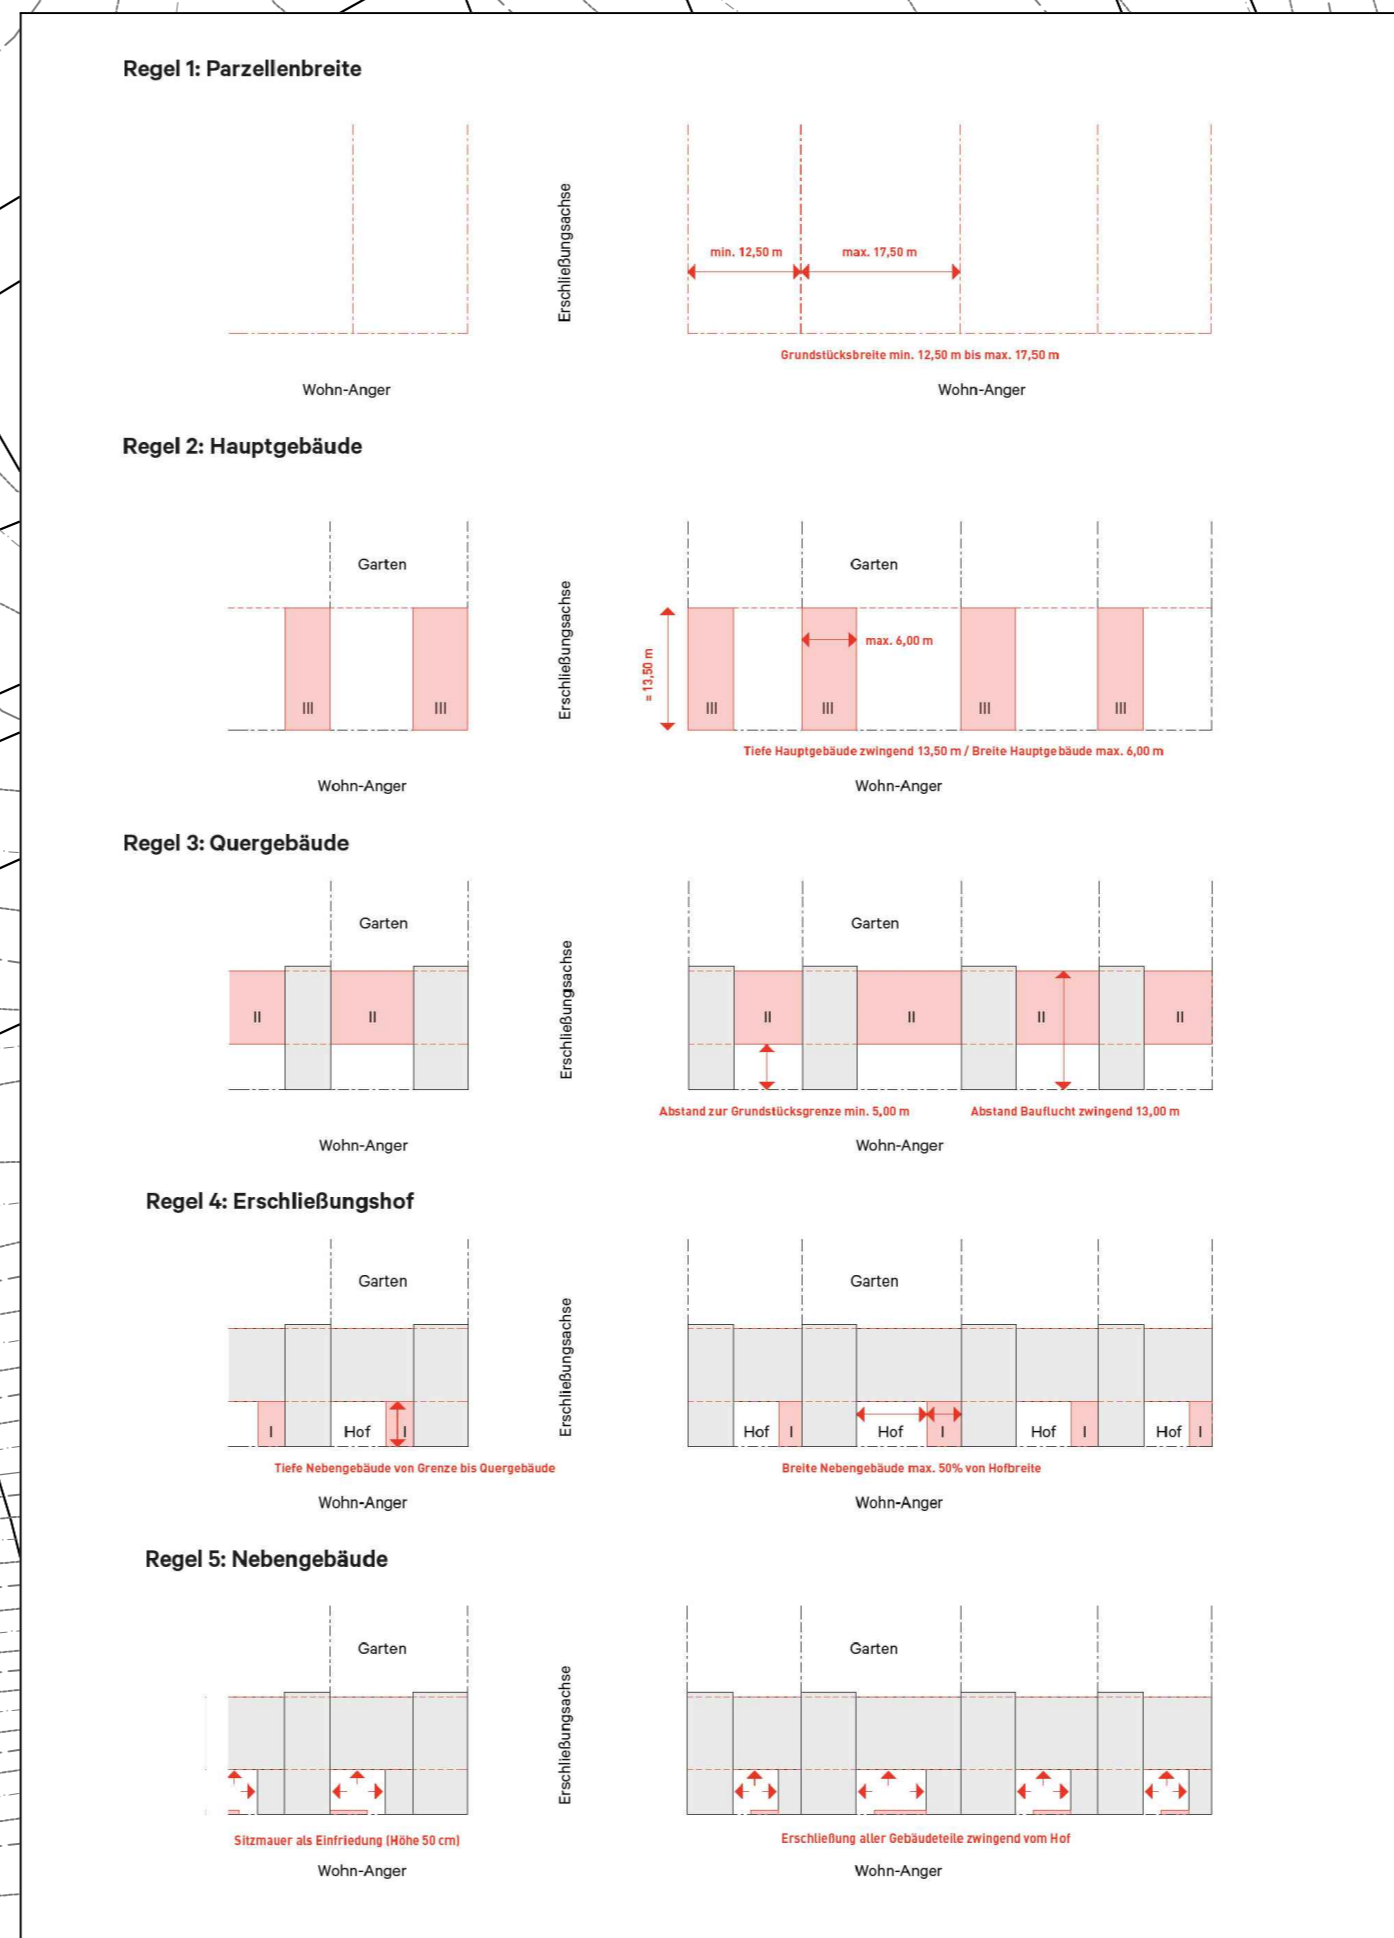 Regel 1: Parzellenbreite
Erschließungsachse
min. 12,50 m
max. 17,50 m
Grundstücksbreite min. 12,50 m bis max. 17,50 m
Wohn-Anger
Wohn-Anger
Regel 2: Hauptgebäude
Garten
Garten
Erschließungsachse
= 13,50 m
max. 6,00 m
III
III
III
III
III
III
Tiefe Hauptgebäude zwingend 13,50 m / Breite Hauptgebäude max. 6,00 m
Wohn-Anger
Wohn-Anger
Regel 3: Quergebäude
Garten
Garten
Erschließungsachse
II
II
II
II
II
II
Abstand zur Grundstücksgrenze min. 5,00 m
Abstand Bauflucht zwingend 13,00 m
Wohn-Anger
Wohn-Anger
Regel 4: Erschließungshof
Garten
Garten
Erschließungsachse
I
Hof
I
Hof
I
Hof
I
Hof
I
Hof
I
Tiefe Nebengebäude von Grenze bis Quergebäude
Breite Nebengebäude max. 50% von Hofbreite
Wohn-Anger
Wohn-Anger
Regel 5: Nebengebäude
Garten
Garten
Erschließungsachse
Sitzmauer als Einfriedung (Höhe 50 cm)
Erschließung aller Gebäudeteile zwingend vom Hof
Wohn-Anger
Wohn-Anger